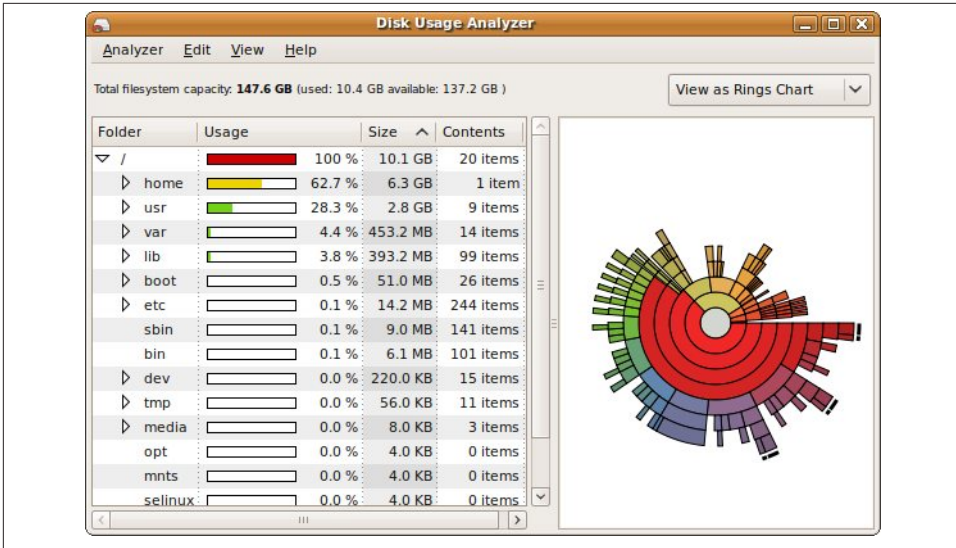 Disk Usage Analyzer
Analyzer Edit View Help
Total filesystem capacity: 147.6 GB (used: 10.4 GB available: 137.2 GB )
View as Rings Chart
Folder Usage Size Contents
/ 100 % 10.1 GB 20 items
home 62.7 % 6.3 GB 1 item
usr 28.3 % 2.8 GB 9 items
var 4.4 % 453.2 MB 14 items
lib 3.8 % 393.2 MB 99 items
boot 0.5 % 51.0 MB 26 items
etc 0.1 % 14.2 MB 244 items
sbin 0.1 % 9.0 MB 141 items
bin 0.1 % 6.1 MB 101 items
dev 0.0 % 220.0 KB 15 items
tmp 0.0 % 56.0 KB 11 items
media 0.0 % 8.0 KB 3 items
opt 0.0 % 4.0 KB 0 items
mnts 0.0 % 4.0 KB 0 items
selinux 0.0 % 4.0 KB 0 items